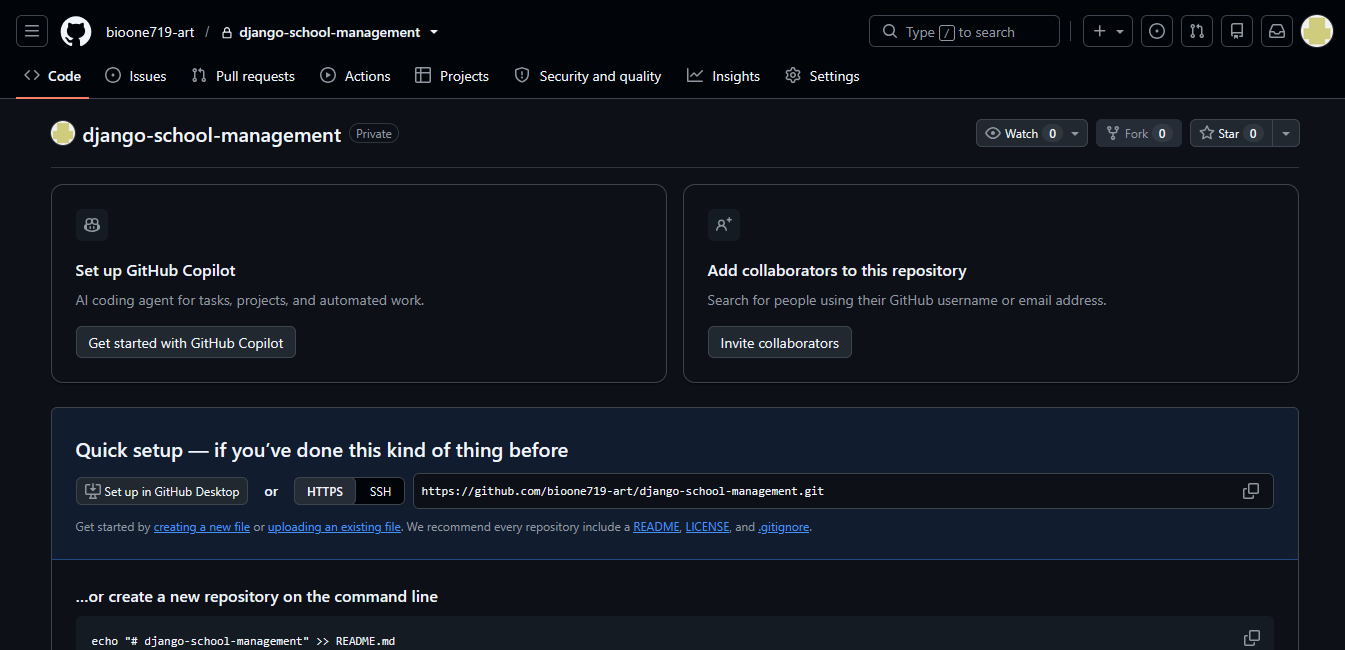 bioone719-art / django-school-management Type / to search
Code Issues Pull requests Actions Projects Security and quality Insights Settings
django-school-management Private Watch 0 Fork 0 Star 0
Set up GitHub Copilot
AI coding agent for tasks, projects, and automated work.
Get started with GitHub Copilot
Add collaborators to this repository
Search for people using their GitHub username or email address.
Invite collaborators
Quick setup — if you’ve done this kind of thing before
Set up in GitHub Desktop or HTTPS SSH https://github.com/bioone719-art/django-school-management.git
Get started by creating a new file or uploading an existing file. We recommend every repository include a README, LICENSE, and .gitignore.
...or create a new repository on the command line
echo "# django-school-management" >> README.md